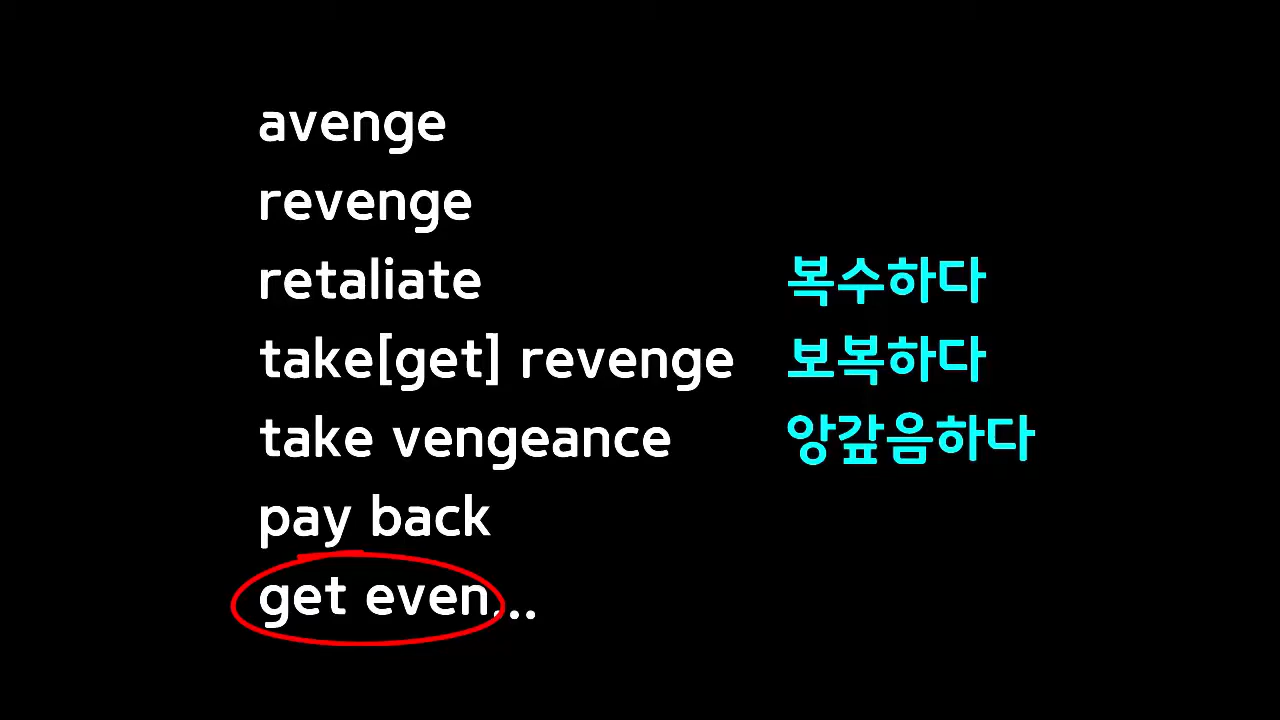 avenge
revenge
retaliate 복수하다
take[get] revenge 보복하다
take vengeance 앙갚음하다
pay back
get even...